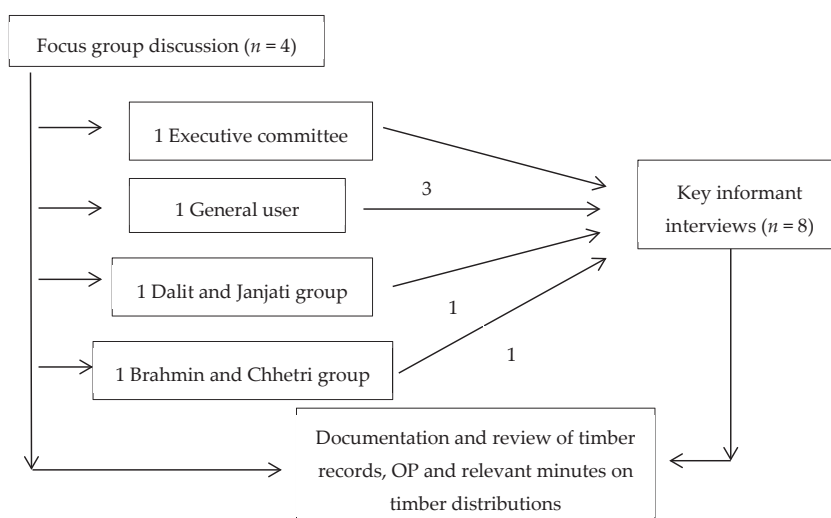 Focus group discussion (n = 4)
1 Executive committee
1 General user
3
Key informant
interviews (n = 8)
1 Dalit and Janjati group
1
1 Brahmin and Chhetri group
1
Documentation and review of timber
records, OP and relevant minutes on
timber distributions